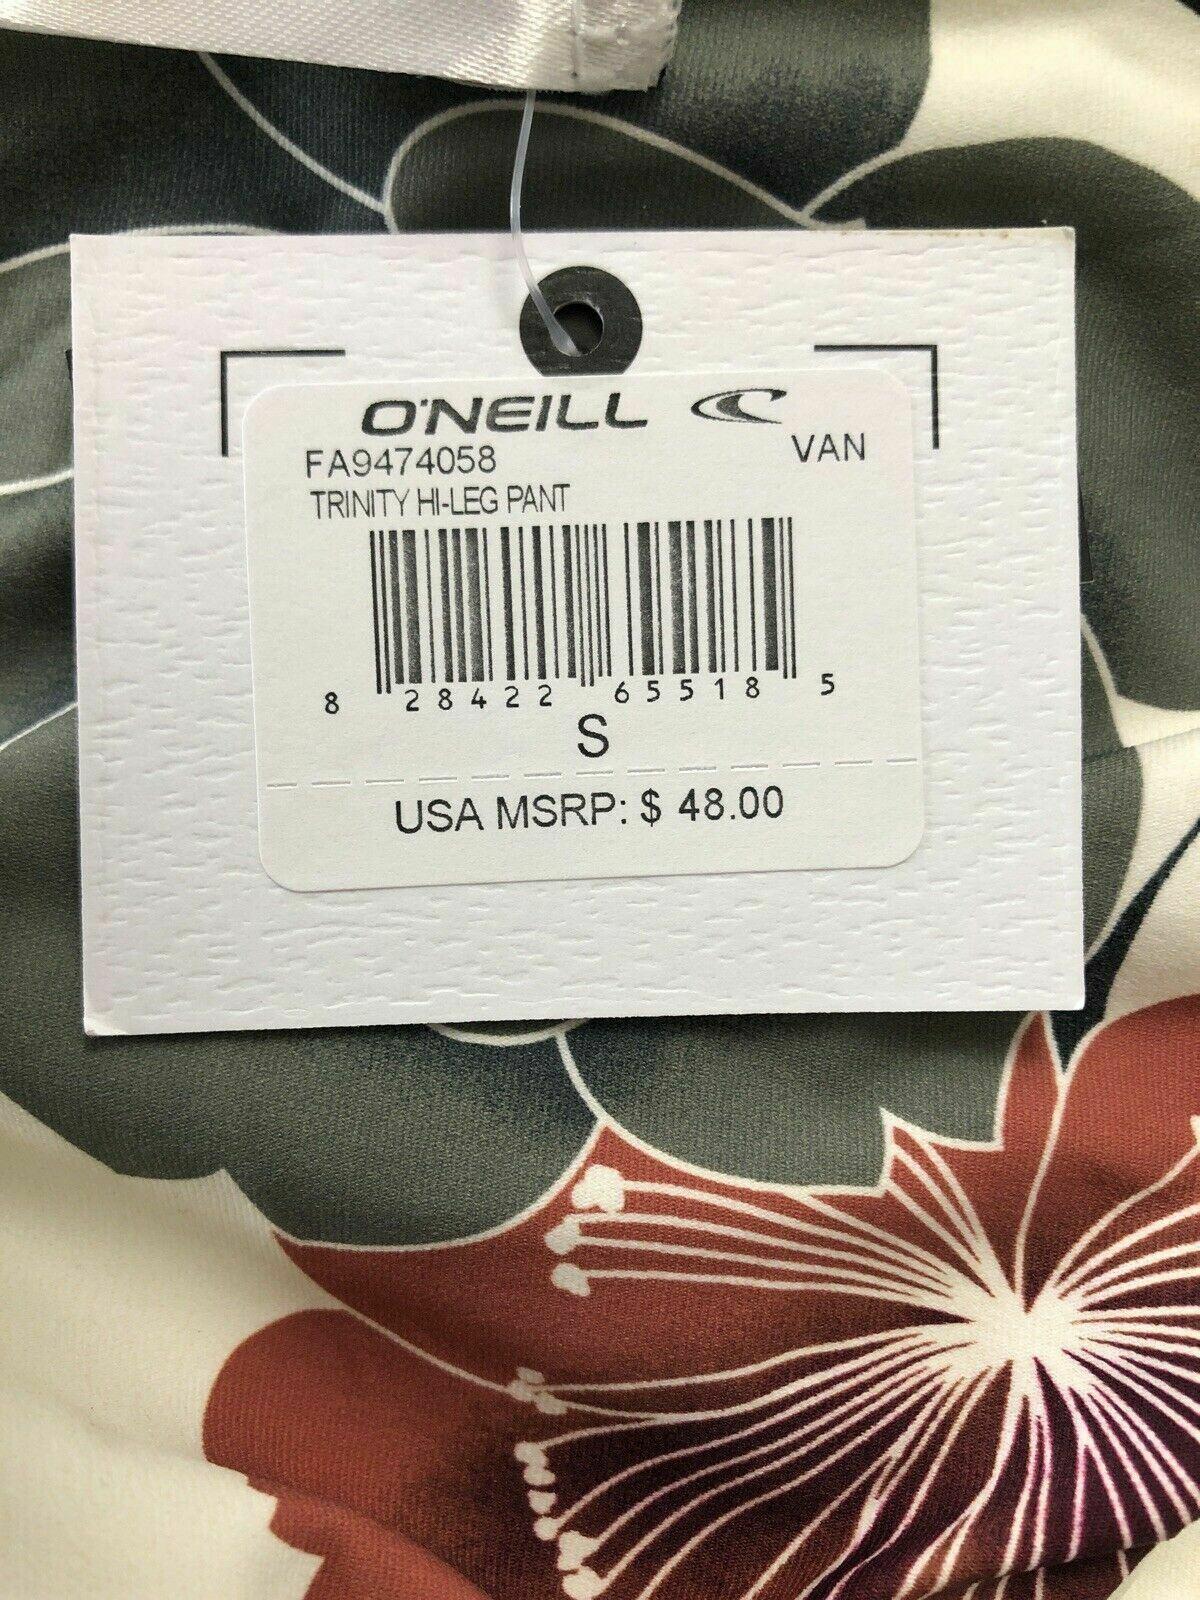 O'NEILL
FA9474058 VAN
TRINITY HI-LEG PANT
8 28422 65518 5
S
USA MSRP: $ 48.00